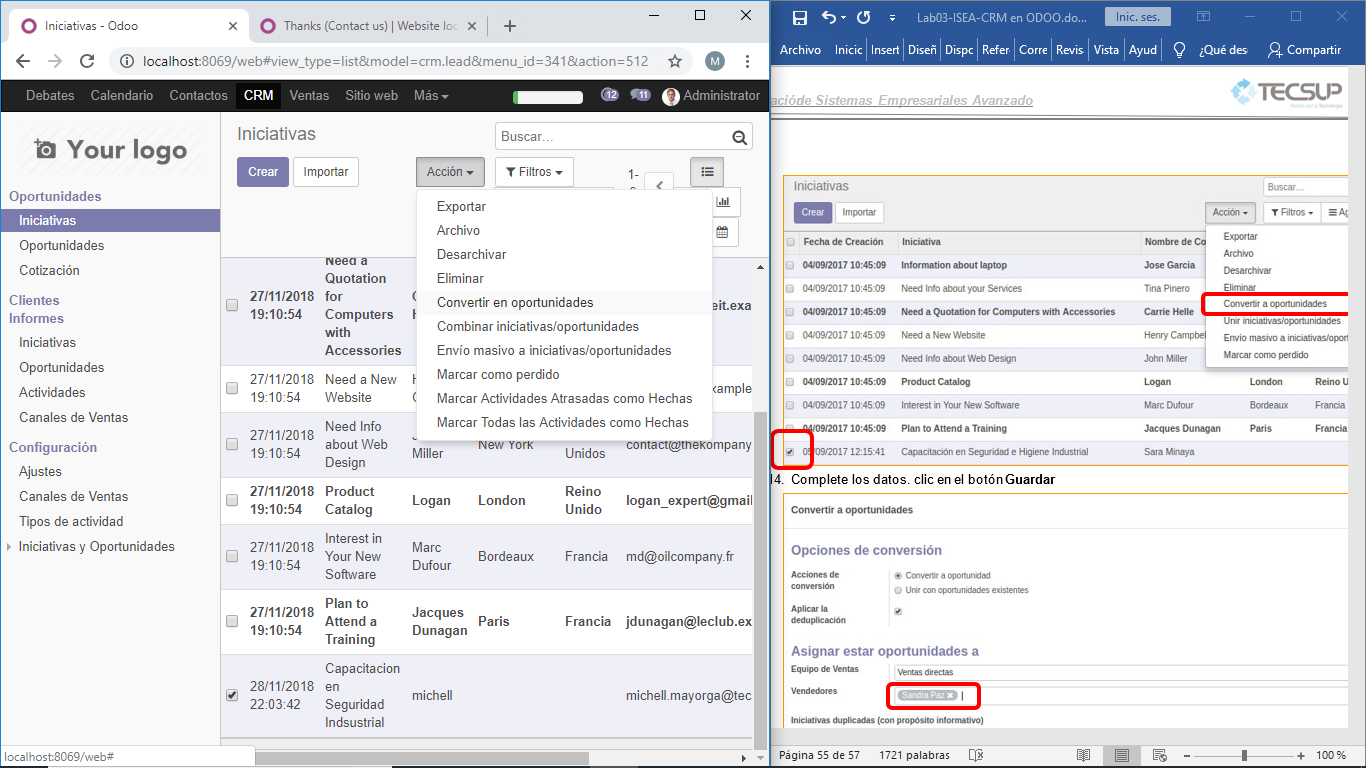 Iniciativas - Odoo
Thanks (Contact us) | Website loc
localhost:8069/web#view_type=list&model=crm.lead&menu_id=341&action=512
M
Debates Calendario Contactos CRM Ventas Sitio web Más 12 11 Administrator
Your logo
Oportunidades
Iniciativas
Oportunidades
Cotización
Clientes
Informes
Iniciativas
Oportunidades
Actividades
Canales de Ventas
Configuración
Ajustes
Canales de Ventas
Tipos de actividad
Iniciativas y Oportunidades
localhost:8069/web#
Iniciativas
Buscar...
Crear Importar Acción Filtros 1-
Exportar
Archivo
Desarchivar
Eliminar
Convertir en oportunidades
Combinar iniciativas/oportunidades
Envío masivo a iniciativas/oportunidades
Marcar como perdido
Marcar Actividades Atrasadas como Hechas
Marcar Todas las Actividades como Hechas
Need a
Quotation
27/11/2018 for
19:10:54 Computers eit.exa
with
Accessories
27/11/2018 Need a New
19:10:54 Website example
Need Info
27/11/2018 about Web New York Unidos contact@thekompany
19:10:54 Design Miller
27/11/2018 Product Logan London Reino logan_expert@gmail
19:10:54 Catalog Unido
Interest in
27/11/2018 Your New Marc Bordeaux Francia md@oilcompany.fr
19:10:54 Software Dufour
Plan to
27/11/2018 Attend a Jacques Paris Francia jdunagan@leclub.ex
19:10:54 Training Dunagan
Capacitacion
28/11/2018 en michell michell.mayorga@tec
22:03:42 Seguridad
Indsustrial
Lab03-ISEA-CRM en ODOO.do... Inic. ses.
Archivo Inicic Insert Diseñ Dispc Refer Corre Revis Vista Ayud ¿Qué des Compartir
aciónde Sistemas Empresariales Avanzado
TECSUP
Iniciativas
Buscar...
Crear Importar Acción Filtros Ag
Fecha de Creación Iniciativa Nombre de Co
04/09/2017 10:45:09 Information about laptop Jose Garcia
04/09/2017 10:45:09 Need Info about your Services Tina Pinero
04/09/2017 10:45:09 Need a Quotation for Computers with Accessories Carrie Helle
04/09/2017 10:45:09 Need a New Website Henry Campbel
04/09/2017 10:45:09 Need Info about Web Design John Miller
04/09/2017 10:45:09 Product Catalog Logan London Reino U
04/09/2017 10:45:09 Interest in Your New Software Marc Dufour Bordeaux Francia
04/09/2017 10:45:09 Plan to Attend a Training Jacques Dunagan Paris Francia
05/09/2017 12:15:41 Capacitación en Seguridad e Higiene Industrial Sara Minaya
Exportar
Archivo
Desarchivar
Eliminar
Convertir a oportunidades
Unir iniciativas/oportunidades
Envío masivo a iniciativas/oport
Marcar como perdido
14. Complete los datos. clic en el botón Guardar
Convertir a oportunidades
Opciones de conversión
Acciones de Convertir a oportunidad
conversión Unir con oportunidades existentes
Aplicar la
deduplicación
Asignar estar oportunidades a
Equipo de Ventas Ventas directas
Vendedores Sandra Paz
Iniciativas duplicadas (con propósito informativo)
Página 55 de 57 1721 palabras 100 %